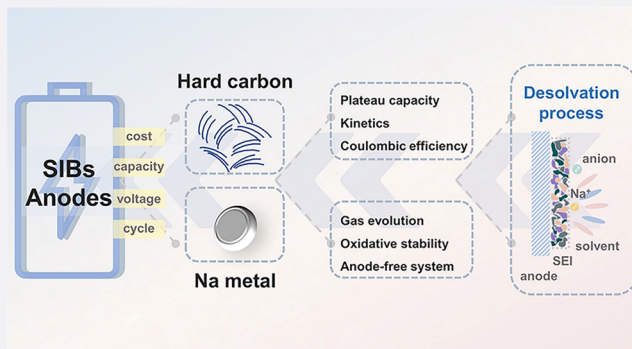 SIBs
Anodes
cost
capacity
voltage
cycle
Hard carbon
Na metal
Plateau capacity
Kinetics
Coulombic efficiency
Gas evolution
Oxidative stability
Anode-free system
Desolvation
process
anion
Na⁺
solvent
SEI
anode